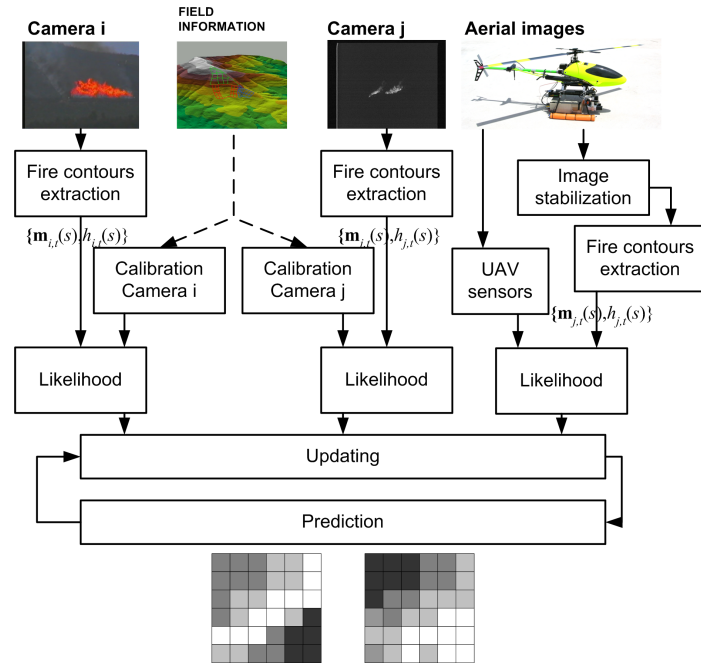 FIELD
INFORMATION
Camera i
Camera j
Aerial images
Fire contours
extraction
Fire contours
extraction
Image
stabilization
{m_{i,t}(s),h_{j,t}(s)}
{m_{j,t}(s),h_{j,t}(s)}
Fire contours
extraction
Calibration
Camera i
Calibration
Camera j
UAV
sensors
{m_{j,t}(s),h_{j,t}(s)}
Likelihood
Likelihood
Likelihood
Updating
Prediction